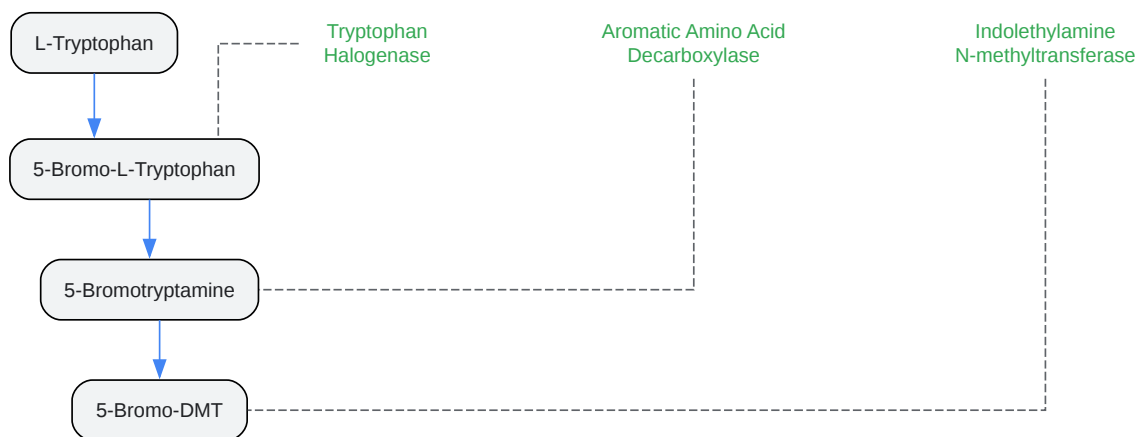 L-Tryptophan
Tryptophan
Halogenase
Aromatic Amino Acid
Decarboxylase
Indolethylamine
N-methyltransferase
5-Bromo-L-Tryptophan
5-Bromotryptamine
5-Bromo-DMT